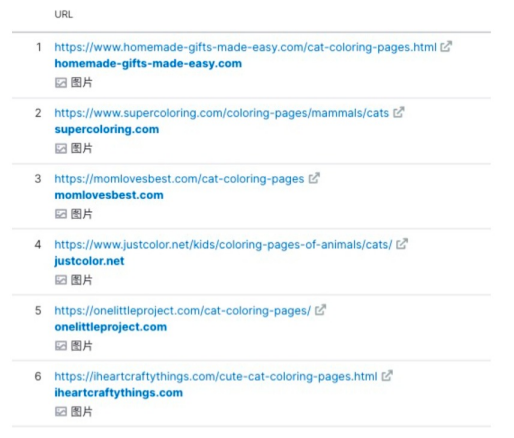 URL
1 https://www.homemade-gifts-made-easy.com/cat-coloring-pages.html
homemade-gifts-made-easy.com
图片
2 https://www.supercoloring.com/coloring-pages/mammals/cats
supercoloring.com
图片
3 https://momlovesbest.com/cat-coloring-pages
momlovesbest.com
图片
4 https://www.justcolor.net/kids/coloring-pages-of-animals/cats/
justcolor.net
图片
5 https://onelittleproject.com/cat-coloring-pages/
onelittleproject.com
图片
6 https://iheartcraftythings.com/cute-cat-coloring-pages.html
iheartcraftythings.com
图片